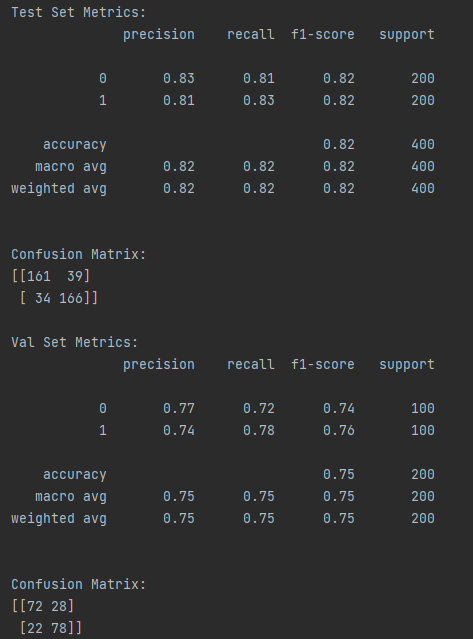 Test Set Metrics:
precision recall f1-score support
0 0.83 0.81 0.82 200
1 0.81 0.83 0.82 200
accuracy 0.82 400
macro avg 0.82 0.82 0.82 400
weighted avg 0.82 0.82 0.82 400
Confusion Matrix:
[[161  39]
[ 34 166]]
Val Set Metrics:
precision recall f1-score support
0 0.77 0.72 0.74 100
1 0.74 0.78 0.76 100
accuracy 0.75 200
macro avg 0.75 0.75 0.75 200
weighted avg 0.75 0.75 0.75 200
Confusion Matrix:
[[72 28]
[22 78]]